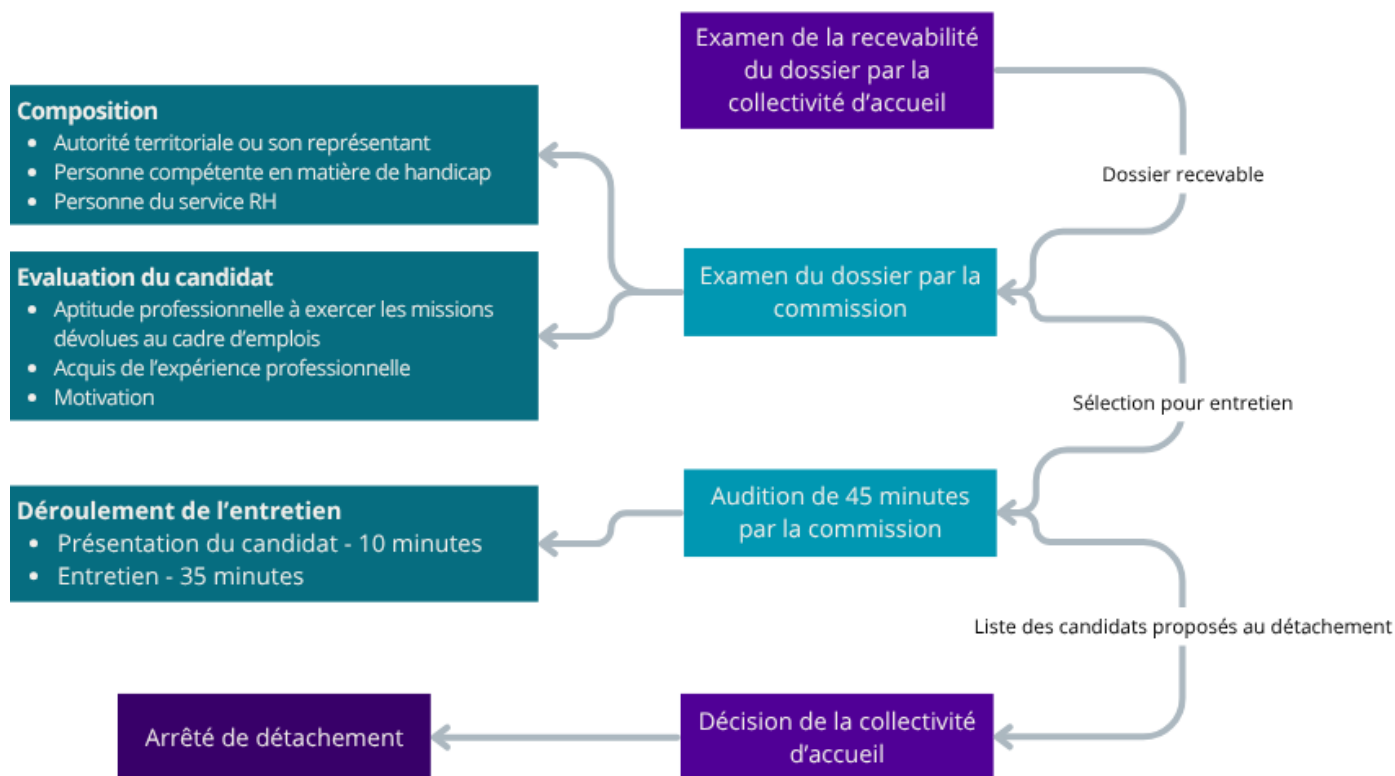 Examen de la recevabilité
du dossier par la
collectivité d'accueil
Dossier recevable
Examen du dossier par la
commission
Composition
• Autorité territoriale ou son représentant
• Personne compétente en matière de handicap
• Personne du service RH
Evaluation du candidat
• Aptitude professionnelle à exercer les missions
dévolues au cadre d'emplois
• Acquis de l'expérience professionnelle
• Motivation
Sélection pour entretien
Audition de 45 minutes
par la commission
Déroulement de l'entretien
• Présentation du candidat - 10 minutes
• Entretien - 35 minutes
Liste des candidats proposés au détachement
Décision de la collectivité
d'accueil
Arrêté de détachement